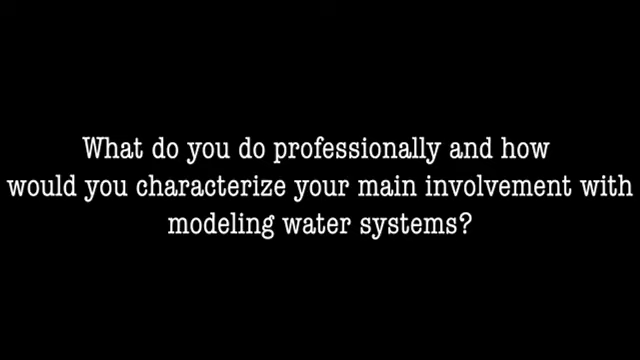 What do you do professionally and how
would you characterize your main involvement with
modeling water systems?